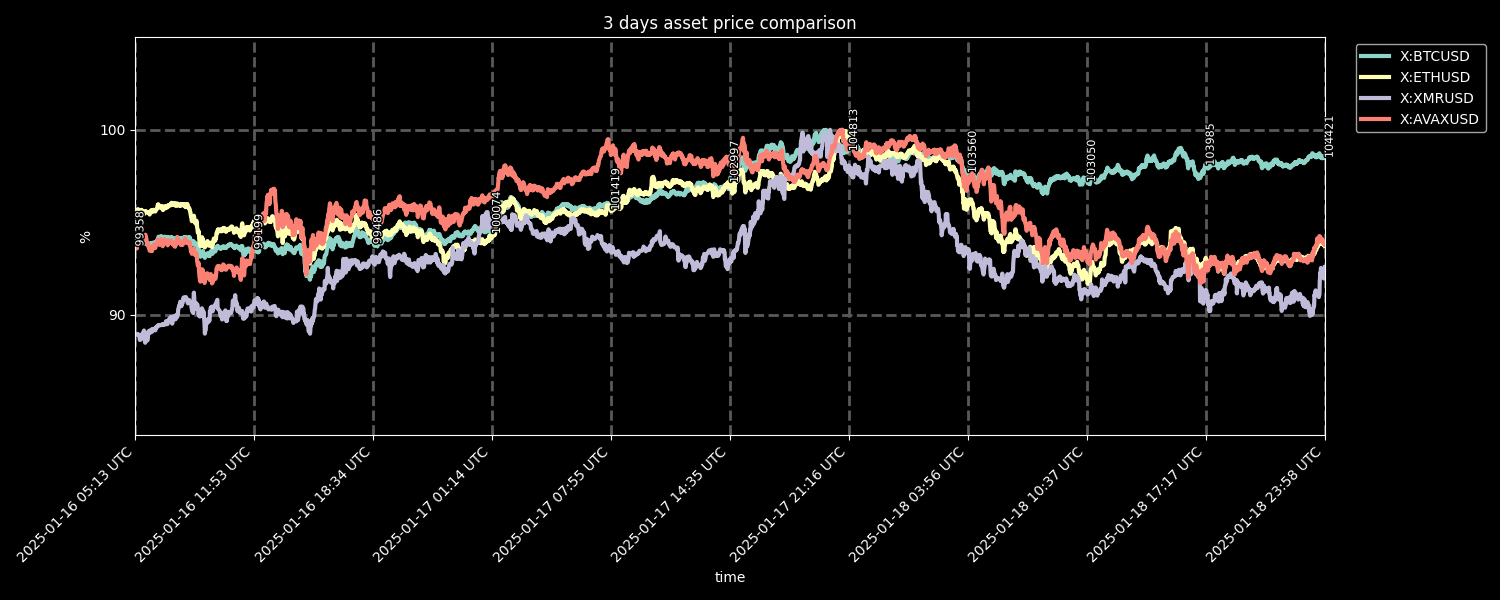 3 days asset price comparison
X:BTCUSD
X:ETHUSD
X:XMRUSD
X:AVAXUSD
100
90
%
99358
99199
99486
100074
101419
102997
104813
103560
103050
103985
104421
2025-01-16 05:13 UTC
2025-01-16 11:53 UTC
2025-01-16 18:34 UTC
2025-01-17 01:14 UTC
2025-01-17 07:55 UTC
2025-01-17 14:35 UTC
2025-01-17 21:16 UTC
2025-01-18 03:56 UTC
2025-01-18 10:37 UTC
2025-01-18 17:17 UTC
2025-01-18 23:58 UTC
time